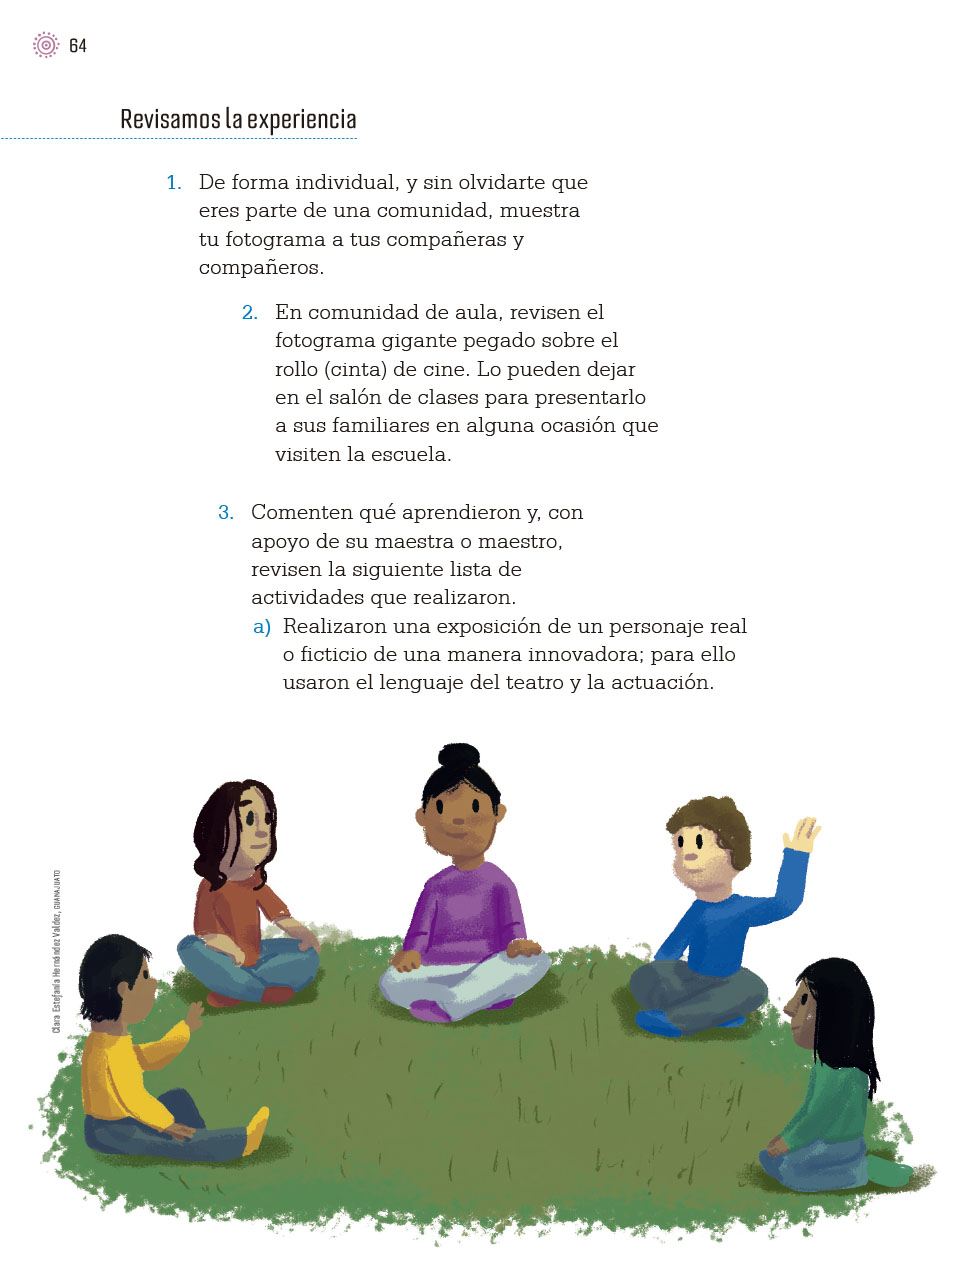 64
Revisamos la experiencia
1. De forma individual, y sin olvidarte que
eres parte de una comunidad, muestra
tu fotograma a tus compañeras y
compañeros.
2. En comunidad de aula, revisen el
fotograma gigante pegado sobre el
rollo (cinta) de cine. Lo pueden dejar
en el salón de clases para presentarlo
a sus familiares en alguna ocasión que
visiten la escuela.
3. Comenten qué aprendieron y, con
apoyo de su maestra o maestro,
revisen la siguiente lista de
actividades que realizaron.
a) Realizaron una exposición de un personaje real
o ficticio de una manera innovadora; para ello
usaron el lenguaje del teatro y la actuación.
Clara Estefanía Hernández Valdez, GUANAJUATO